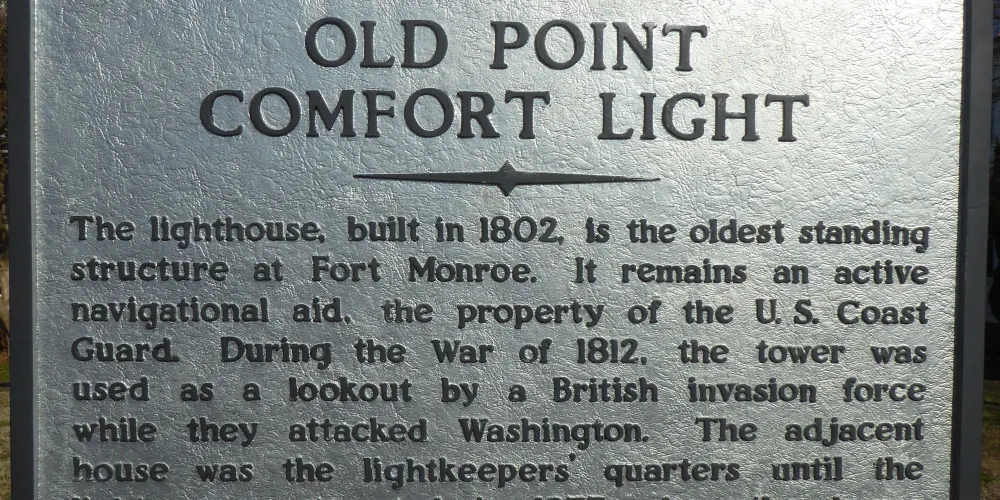 OLD POINT
COMFORT LIGHT
The lighthouse, built in 1802, is the oldest standing
structure at Fort Monroe. It remains an active
navigational aid, the property of the U. S. Coast
Guard. During the War of 1812, the tower was
used as a lookout by a British invasion force
while they attacked Washington. The adjacent
house was the lightkeepers' quarters until the